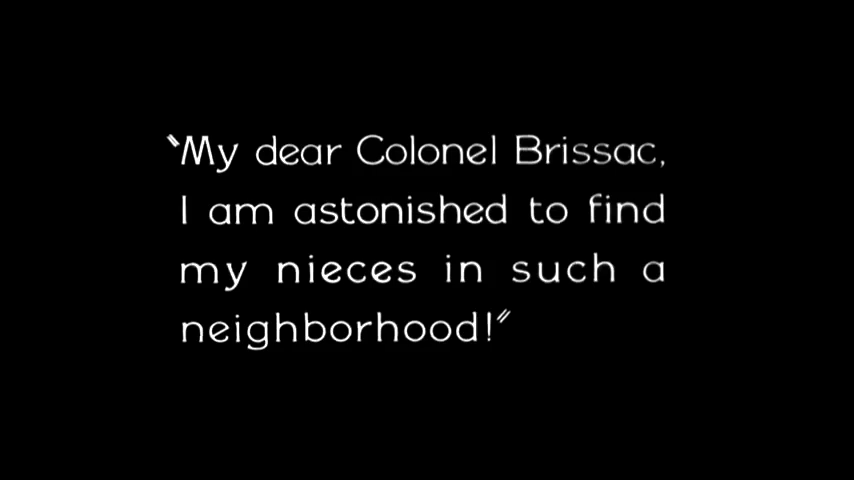 "My dear Colonel Brissac,
I am astonished to find
my nieces in such a
neighborhood!"